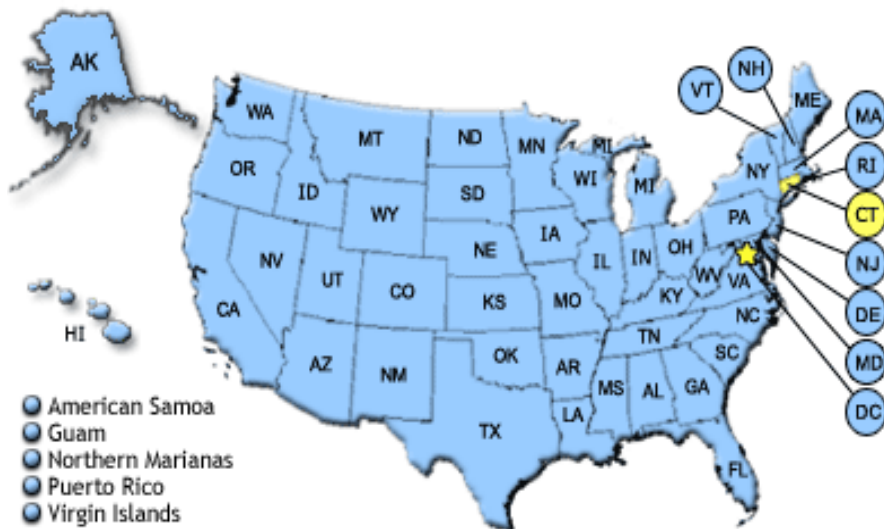 AK
VT
NH
ME
MA
RI
CT
NJ
DE
MD
DC
WA
MT
ND
MN
MI
OR
ID
SD
WI
MI
NY
WY
IA
PA
NE
NV
UT
CO
IL
IN
OH
WV
VA
CA
KS
MO
KY
NC
TN
AZ
NM
OK
AR
SC
MS
AL
GA
TX
LA
FL
HI
American Samoa
Guam
Northern Marianas
Puerto Rico
Virgin Islands